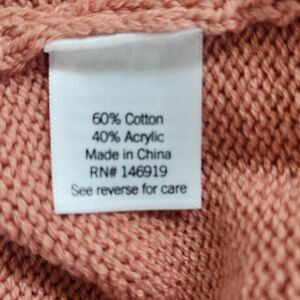 60% Cotton
40% Acrylic
Made in China
RN# 146919
See reverse for care